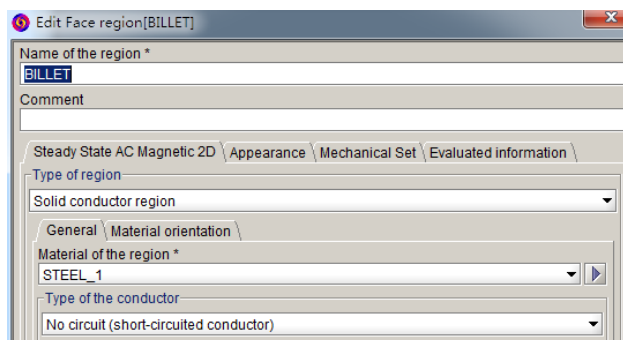 Edit Face region[BILLET]
Name of the region *
BILLET
Comment
Steady State AC Magnetic 2D Appearance Mechanical Set Evaluated information
Type of region
Solid conductor region
General Material orientation
Material of the region *
STEEL_1
Type of the conductor
No circuit (short-circuited conductor)